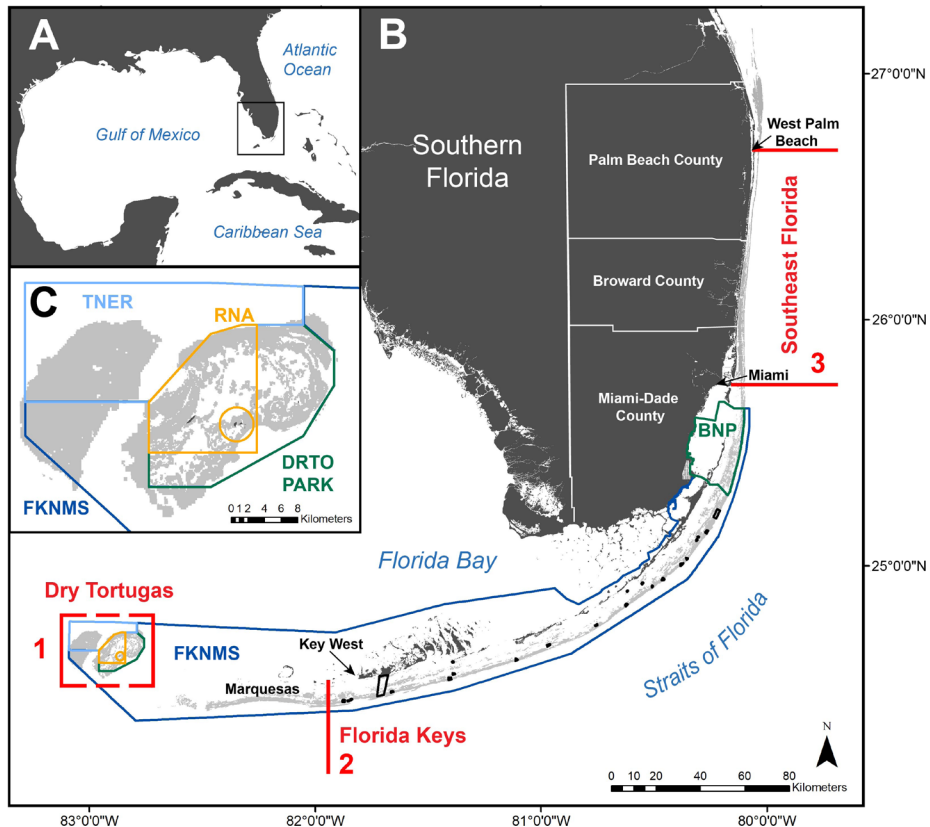 A
Atlantic
Ocean
Gulf of Mexico
Caribbean Sea
B
Southern
Florida
Palm Beach County
Broward County
Miami-Dade
County
West Palm
Beach
Southeast Florida
3
Miami
BNP
27°0'0"N
26°0'0"N
25°0'0"N
C
TNER
RNA
DRTO
PARK
FKNMS
0 1 2 4 6 8
Kilometers
Florida Bay
Dry Tortugas
1
FKNMS
Key West
Marquesas
Straits of Florida
Florida Keys
2
N
0 10 20 40 60 80
Kilometers
83°0'0"W
82°0'0"W
81°0'0"W
80°0'0"W